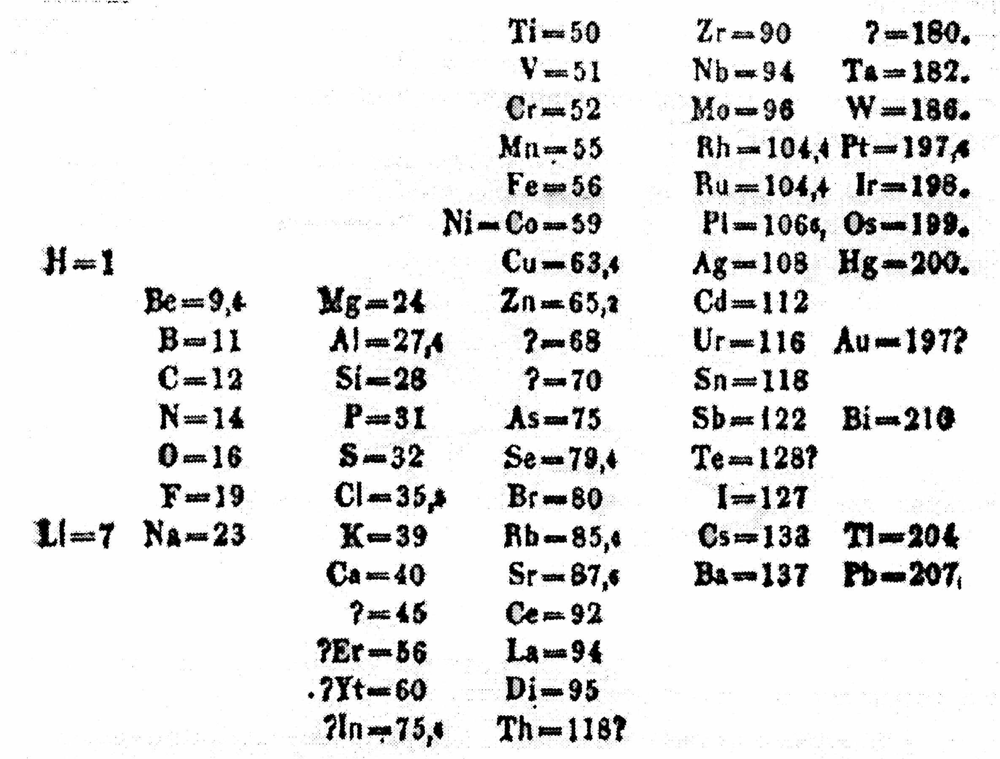 Ti=50 Zr=90 ?=180.
V=51 Nb=94 Ta=182.
Cr=52 Mo=96 W=186.
Mn=55 Rh=104,4 Pt=197,4
Fe=56 Ru=104,4 Ir=198.
Ni=Co=59 Pl=1066, Os=199.
H=1 Cu=63,4 Ag=108 Hg=200.
Be=9,4 Mg=24 Zn=65,2 Cd=112
B=11 Al=27,4 ?=68 Ur=116 Au=197?
C=12 Si=28 ?=70 Sn=118
N=14 P=31 As=75 Sb=122 Bi=210
O=16 S=32 Se=79,4 Te=128?
F=19 Cl=35,5 Br=80 I=127
Li=7 Na=23 K=39 Rb=85,4 Cs=133 Tl=204
Ca=40 Sr=87,6 Ba=137 Pb=207,
?=45 Ce=92
?Er=56 La=94
.?Yt=60 Di=95
?In=75,6 Th=118?